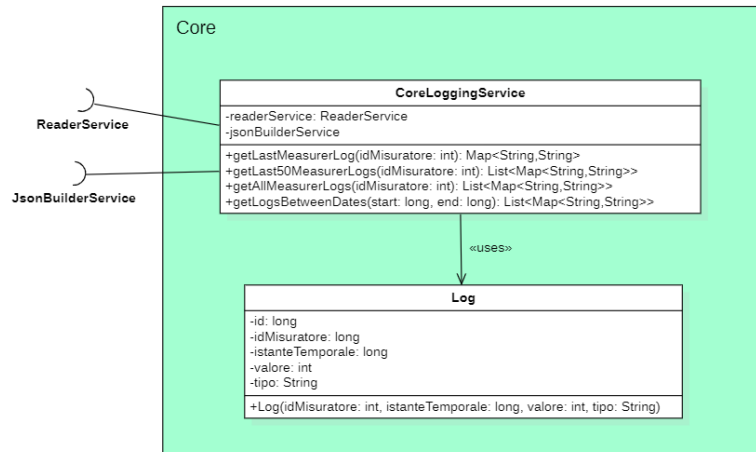 Core
CoreLoggingService
-readerService: ReaderService
-jsonBuilderService
+getLastMeasurerLog(idMisuratore: int): Map<String,String>
+getLast50MeasurerLogs(idMisuratore: int): List<Map<String,String>>
+getAllMeasurerLogs(idMisuratore: int): List<Map<String,String>>
+getLogsBetweenDates(start: long, end: long): List<Map<String,String>>
ReaderService
JsonBuilderService
«uses»
Log
-id: long
-idMisuratore: long
-istanteTemporale: long
-valore: int
-tipo: String
+Log(idMisuratore: int, istanteTemporale: long, valore: int, tipo: String)